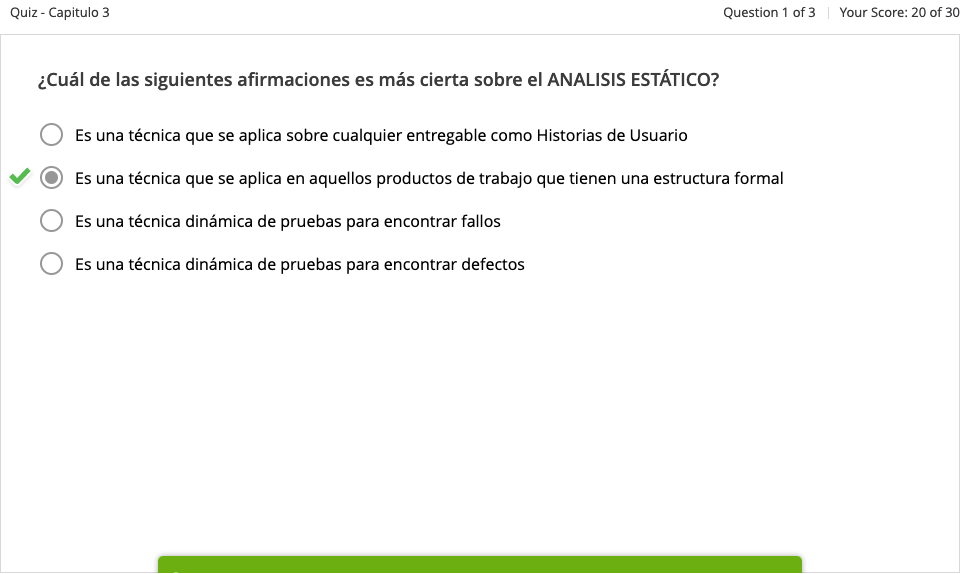 Quiz - Capitulo 3
Question 1 of 3 | Your Score: 20 of 30
¿Cuál de las siguientes afirmaciones es más cierta sobre el ANALISIS ESTÁTICO?
Es una técnica que se aplica sobre cualquier entregable como Historias de Usuario
Es una técnica que se aplica en aquellos productos de trabajo que tienen una estructura formal
Es una técnica dinámica de pruebas para encontrar fallos
Es una técnica dinámica de pruebas para encontrar defectos